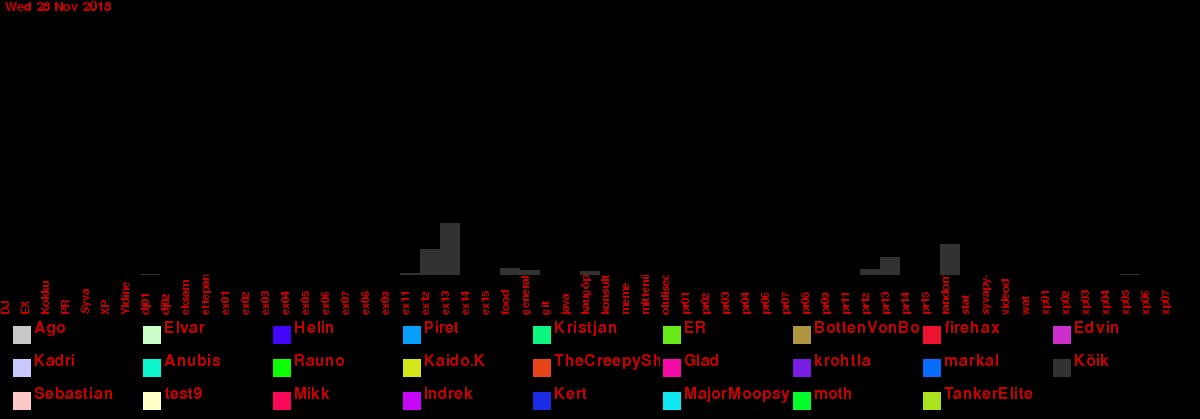 Wed 28 Nov 2018
DJ EX Kokku PR Syva XP Yldine dj01 dj02 eksam ettepan ex01 ex02 ex03 ex04 ex05 ex06 ex07 ex08 ex09 ex11 ex12 ex13 ex14 ex15 food general git java kaugõp konsult meme mitteni olulised pr01 pr02 pr03 pr04 pr06 pr07 pr08 pr09 pr11 pr12 pr13 pr14 pr15 random stat syvapy- videod wat xp01 xp02 xp03 xp04 xp05 xp06 xp07
Ago Elvar Helin Piret Kristjan ER BottenVonBo firehax Edvin
Kadri Anubis Rauno Kaido.K TheCreepySh Glad krohtla markal Kõik
Sebastian test9 Mikk Indrek Kert MajorMoopsy moth TankerElite